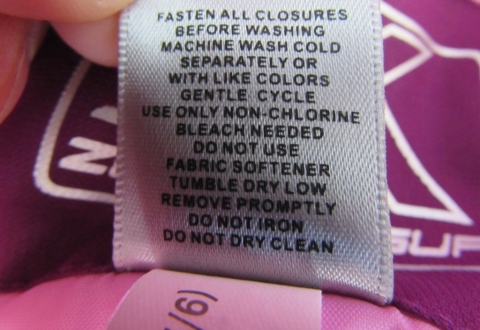 FASTEN ALL CLOSURES
BEFORE WASHING
MACHINE WASH COLD
SEPARATELY OR
WITH LIKE COLORS
GENTLE CYCLE
USE ONLY NON-CHLORINE
BLEACH NEEDED
DO NOT USE
FABRIC SOFTENER
TUMBLE DRY LOW
REMOVE PROMPTLY
DO NOT IRON
DO NOT DRY CLEAN